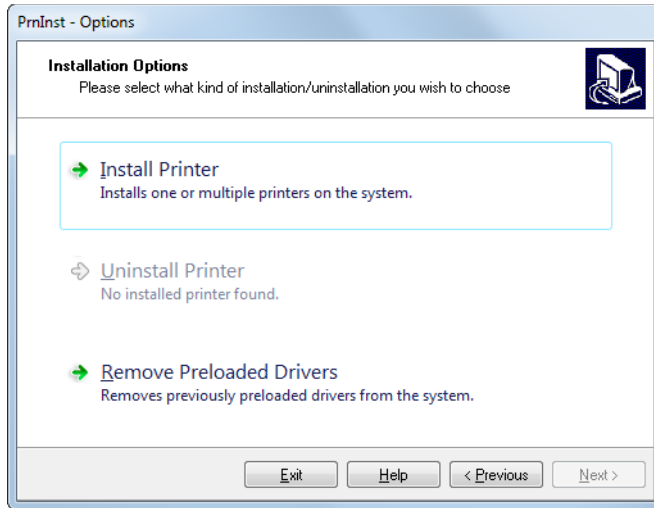 PrnInst - Options
Installation Options
Please select what kind of installation/uninstallation you wish to choose
Install Printer
Installs one or multiple printers on the system.
Uninstall Printer
No installed printer found.
Remove Preloaded Drivers
Removes previously preloaded drivers from the system.
Exit Help < Previous Next >